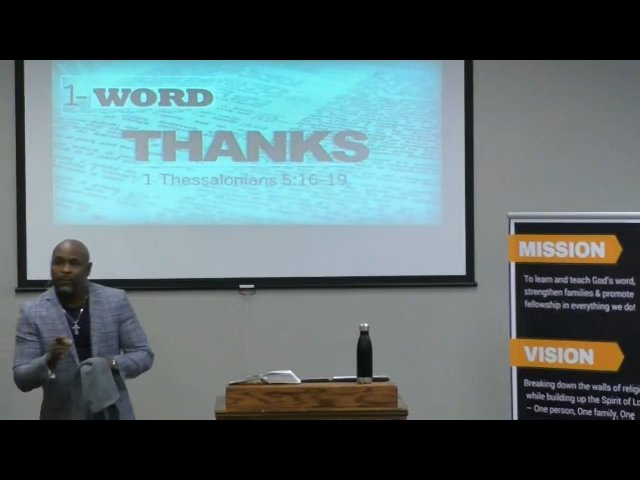 1-WORD
THANKS
1 Thessalonians 5:16-19
MISSION
To learn and teach God's word,
strengthen families & promote
fellowship in everything we do!
VISION
Breaking down the walls of
while building up the Spirit of
– One person, One family, One